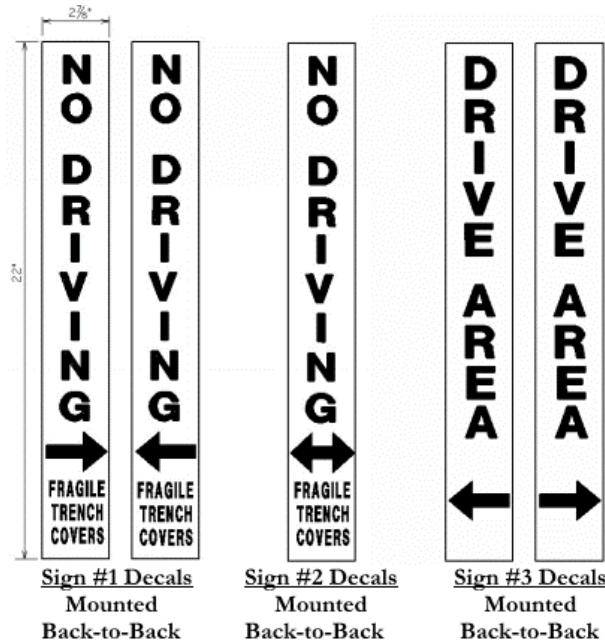 2⅞"
22"
NO DRIVING
FRAGILE
TRENCH
COVERS
NO DRIVING
FRAGILE
TRENCH
COVERS
Sign #1 Decals
Mounted
Back-to-Back
NO DRIVING
FRAGILE
TRENCH
COVERS
Sign #2 Decals
Mounted
Back-to-Back
DRIVE AREA
DRIVE AREA
Sign #3 Decals
Mounted
Back-to-Back